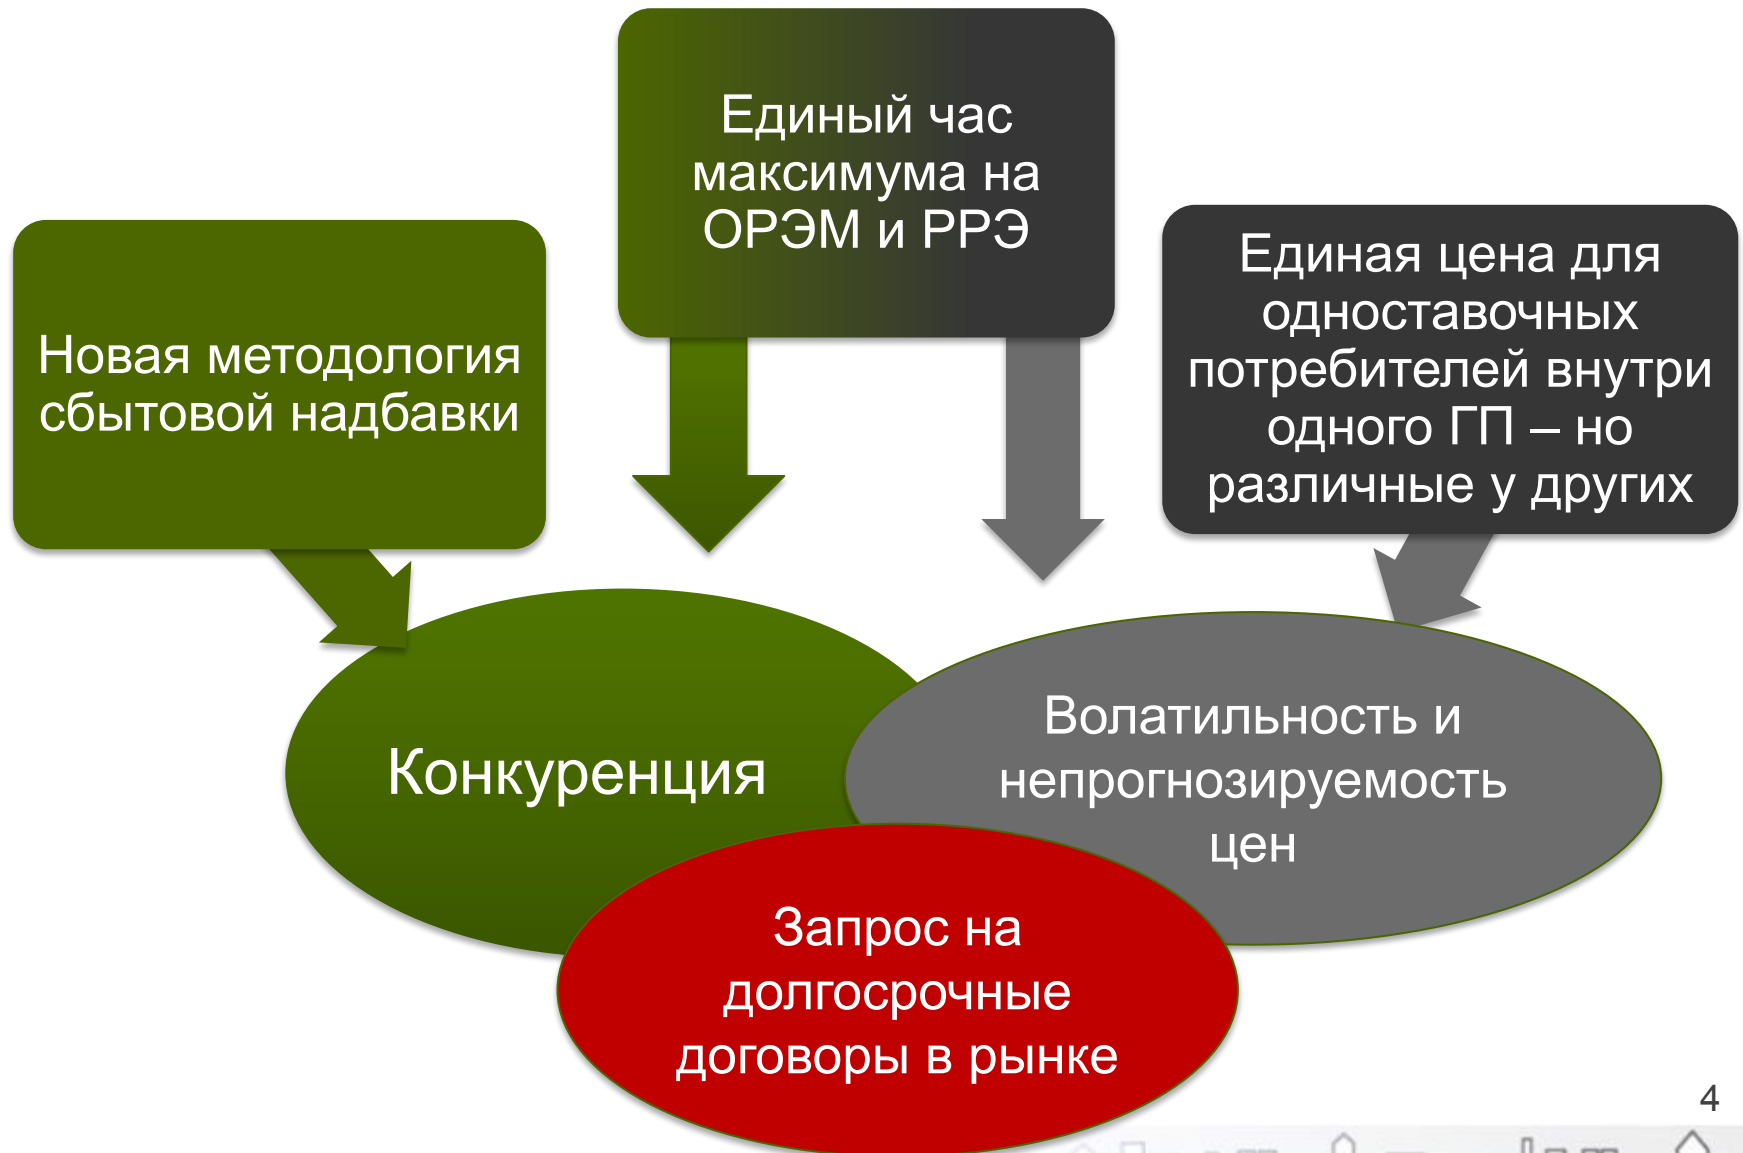 Единый час
максимума на
ОРЭМ и РРЭ
Новая методология
сбытовой надбавки
Единая цена для
одноставочных
потребителей внутри
одного ГП – но
различные у других
Конкуренция
Волатильность и
непрогнозируемость
цен
Запрос на
долгосрочные
договоры в рынке
4